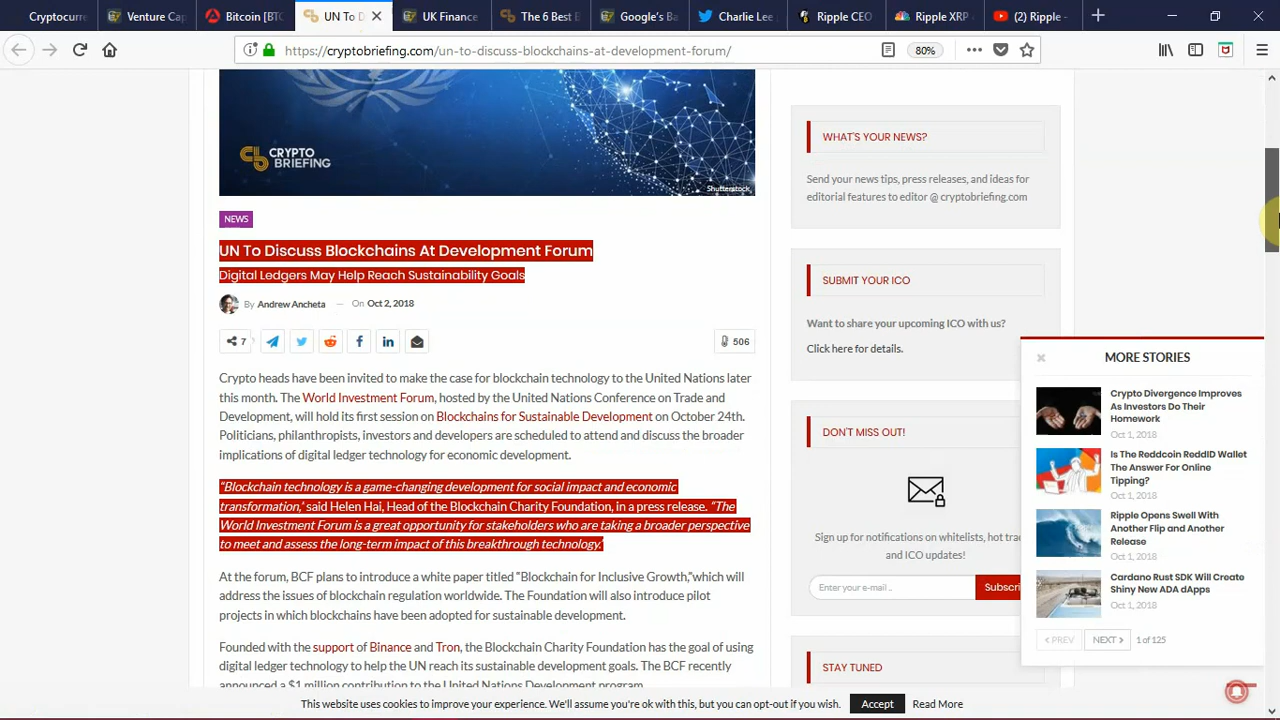 Cryptocurre
Venture Cap
Bitcoin [BTC
UN To D
UK Finance
The 6 Best B
Google's Ba
Charlie Lee
Ripple CEO
Ripple XRP
(2) Ripple -
https://cryptobriefing.com/un-to-discuss-blockchains-at-development-forum/
80%
CRYPTO
BRIEFING
Shutterstock
NEWS
UN To Discuss Blockchains At Development Forum
Digital Ledgers May Help Reach Sustainability Goals
By Andrew Ancheta — On Oct 2, 2018
7
506
Crypto heads have been invited to make the case for blockchain technology to the United Nations later
this month. The World Investment Forum, hosted by the United Nations Conference on Trade and
Development, will hold its first session on Blockchains for Sustainable Development on October 24th.
Politicians, philanthropists, investors and developers are scheduled to attend and discuss the broader
implications of digital ledger technology for economic development.
“Blockchain technology is a game-changing development for social impact and economic
transformation,” said Helen Hai, Head of the Blockchain Charity Foundation, in a press release. “The
World Investment Forum is a great opportunity for stakeholders who are taking a broader perspective
to meet and assess the long-term impact of this breakthrough technology.”
At the forum, BCF plans to introduce a white paper titled "Blockchain for Inclusive Growth,"which will
address the issues of blockchain regulation worldwide. The Foundation will also introduce pilot
projects in which blockchains have been adopted for sustainable development.
Founded with the support of Binance and Tron, the Blockchain Charity Foundation has the goal of using
digital ledger technology to help the UN reach its sustainable development goals. The BCF recently
announced a $1 million contribution to the United Nations Development program.
WHAT'S YOUR NEWS?
Send your news tips, press releases, and ideas for
editorial features to editor @ cryptobriefing.com
SUBMIT YOUR ICO
Want to share your upcoming ICO with us?
Click here for details.
DON'T MISS OUT!
Sign up for notifications on whitelists, hot tra
and ICO updates!
Enter your e-mail ..
Subscri
STAY TUNED
MORE STORIES
Crypto Divergence Improves
As Investors Do Their
Homework
Oct 1, 2018
Is The Reddcoin ReddID Wallet
The Answer For Online
Tipping?
Oct 1, 2018
Ripple Opens Swell With
Another Flip and Another
Release
Oct 1, 2018
Cardano Rust SDK Will Create
Shiny New ADA dApps
Oct 1, 2018
PREV
NEXT
1 of 125
This website uses cookies to improve your experience. We'll assume you're ok with this, but you can opt-out if you wish.
Accept
Read More